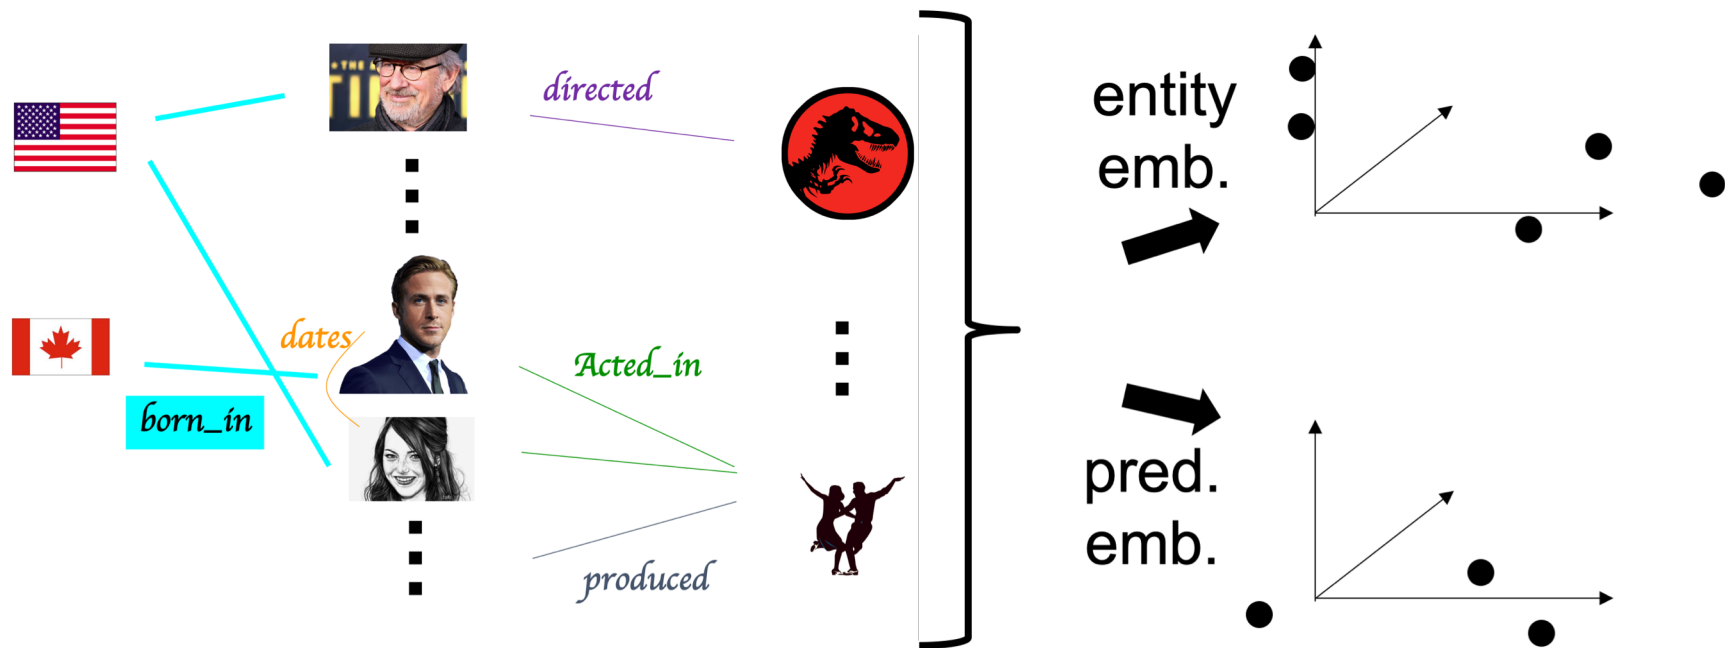 directed
entity
emb.
dates
Acted_in
born_in
pred.
emb.
produced